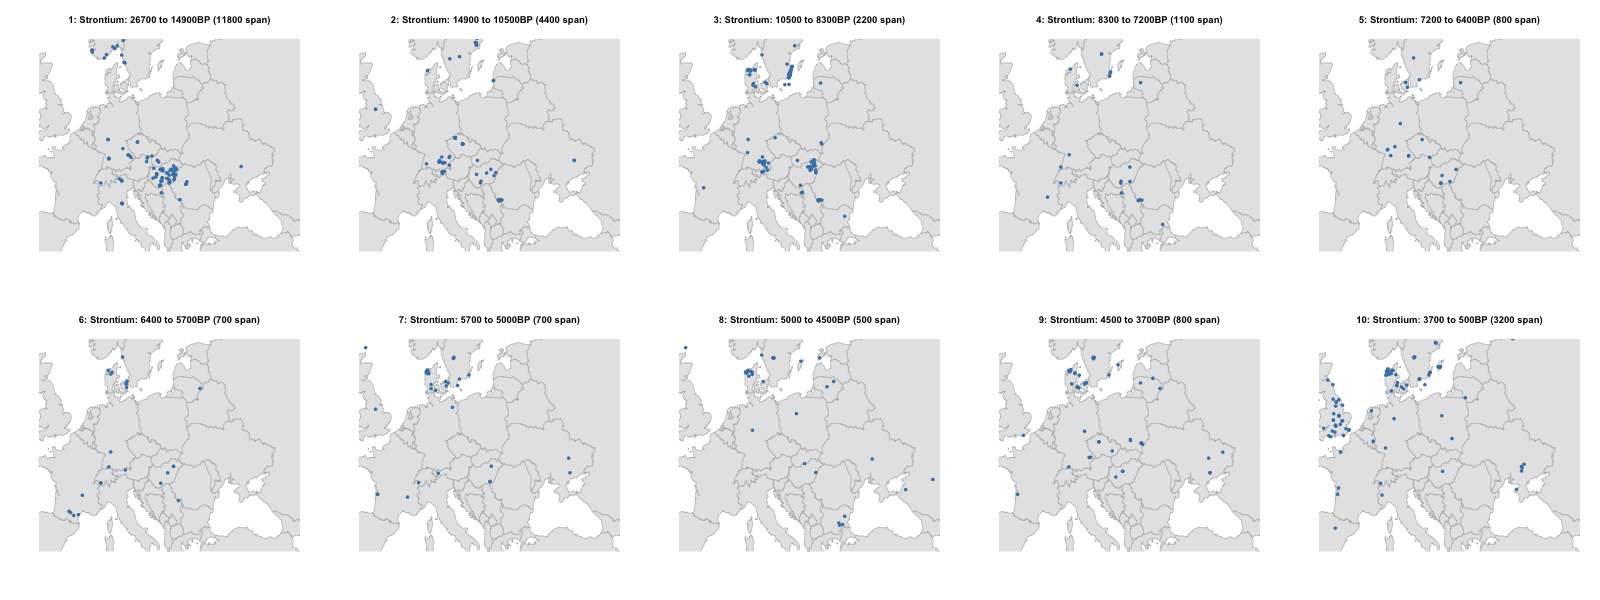 1: Strontium: 26700 to 14900BP (11800 span)
2: Strontium: 14900 to 10500BP (4400 span)
3: Strontium: 10500 to 8300BP (2200 span)
4: Strontium: 8300 to 7200BP (1100 span)
5: Strontium: 7200 to 6400BP (800 span)
6: Strontium: 6400 to 5700BP (700 span)
7: Strontium: 5700 to 5000BP (700 span)
8: Strontium: 5000 to 4500BP (500 span)
9: Strontium: 4500 to 3700BP (800 span)
10: Strontium: 3700 to 500BP (3200 span)